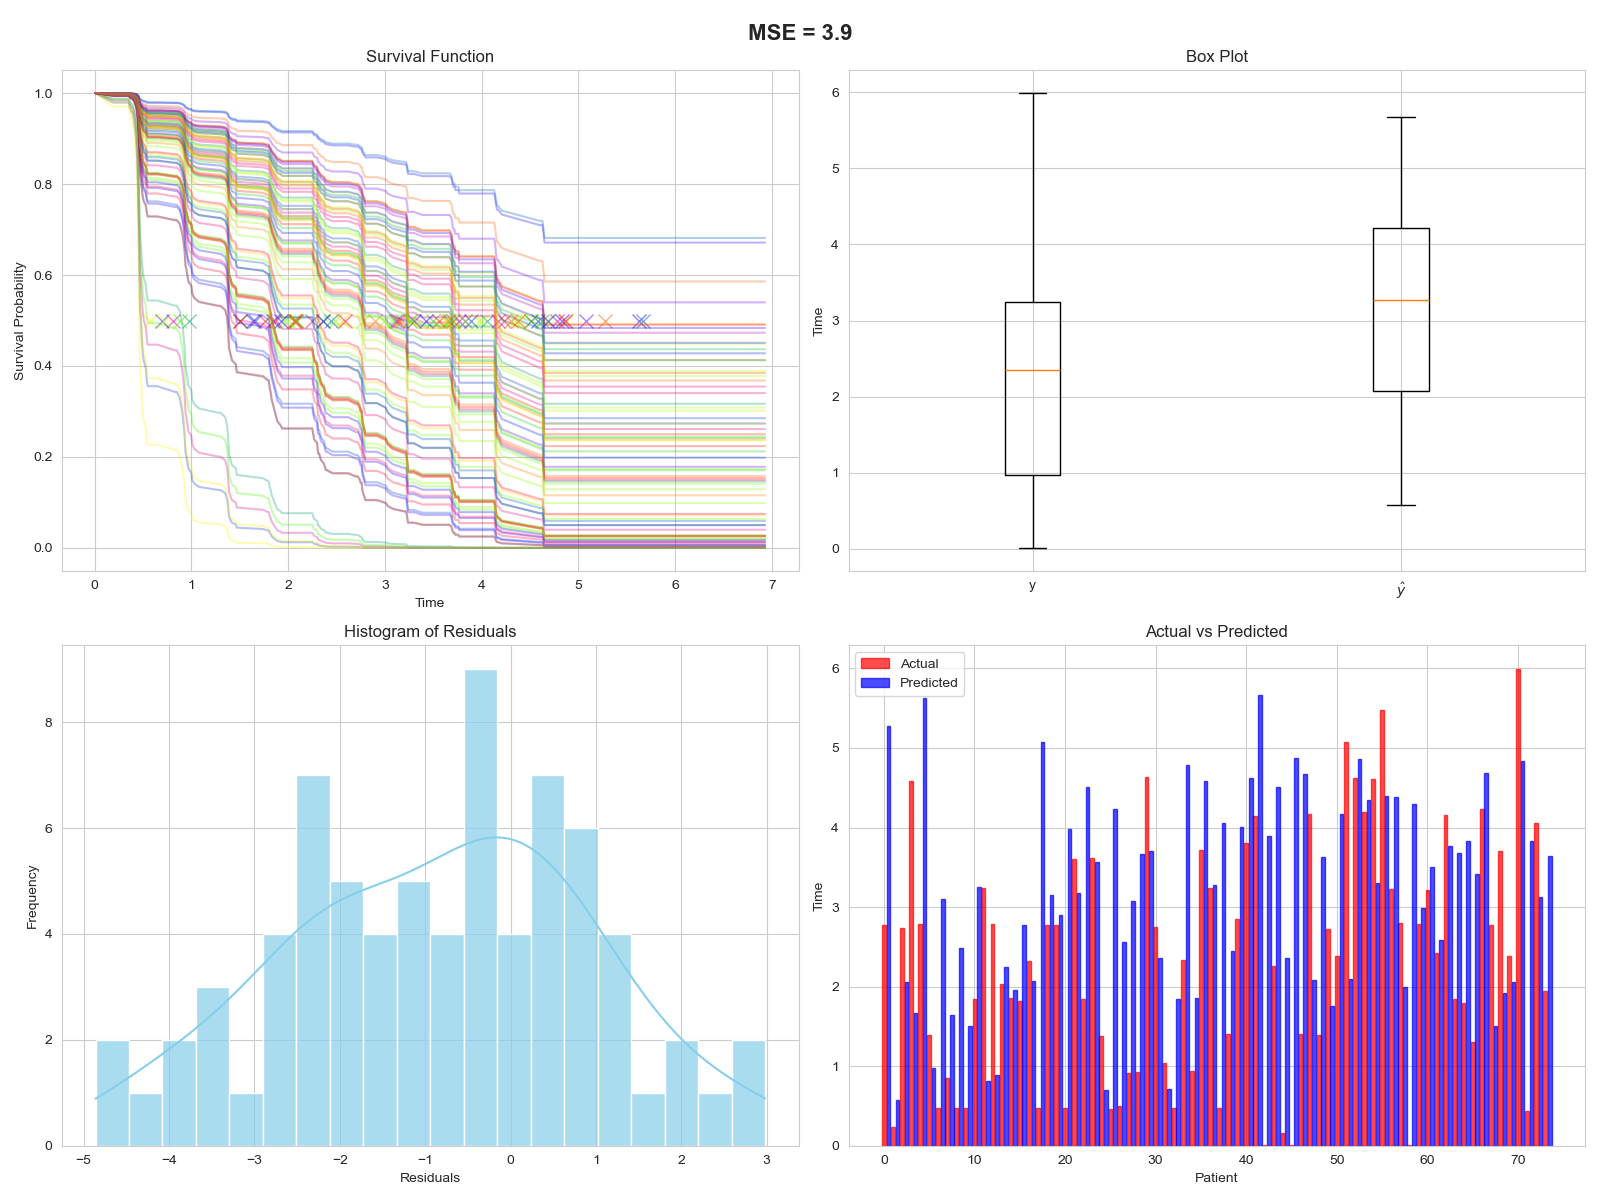 MSE = 3.9
Survival Function
Survival Probability
1.0
0.8
0.6
0.4
0.2
0.0
0 1 2 3 4 5 6 7
Time
Box Plot
Time
6
5
4
3
2
1
0
y ŷ
Histogram of Residuals
Frequency
8
6
4
2
0
−5 −4 −3 −2 −1 0 1 2 3
Residuals
Actual vs Predicted
Actual
Predicted
Time
6
5
4
3
2
1
0
0 10 20 30 40 50 60 70
Patient